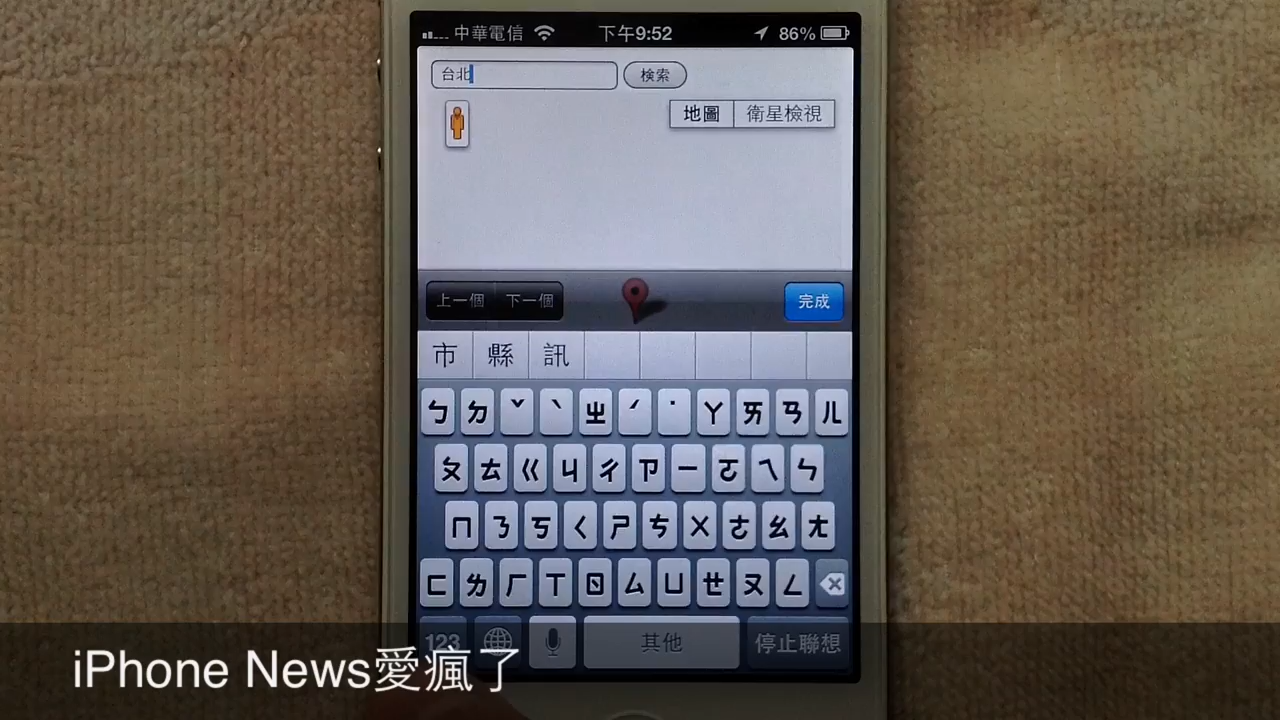 中華電信 下午9:52 86%
台北 検索
地圖 衛星檢視
上一個 下一個 完成
市 縣 訊
ㄅ ㄉ ˇ ˋ ㄓ ˊ ˙ ㄚ ㄞ ㄢ ㄦ
ㄆ ㄊ ㄍ ㄐ ㄔ ㄗ ㄧ ㄛ ㄟ ㄣ
ㄇ ㄋ ㄎ ㄑ ㄕ ㄘ ㄨ ㄜ ㄠ ㄤ
ㄈ ㄌ ㄏ ㄒ ㄖ ㄙ ㄩ ㄝ ㄡ ㄥ
123 其他 停止聯想
iPhone News愛瘋了